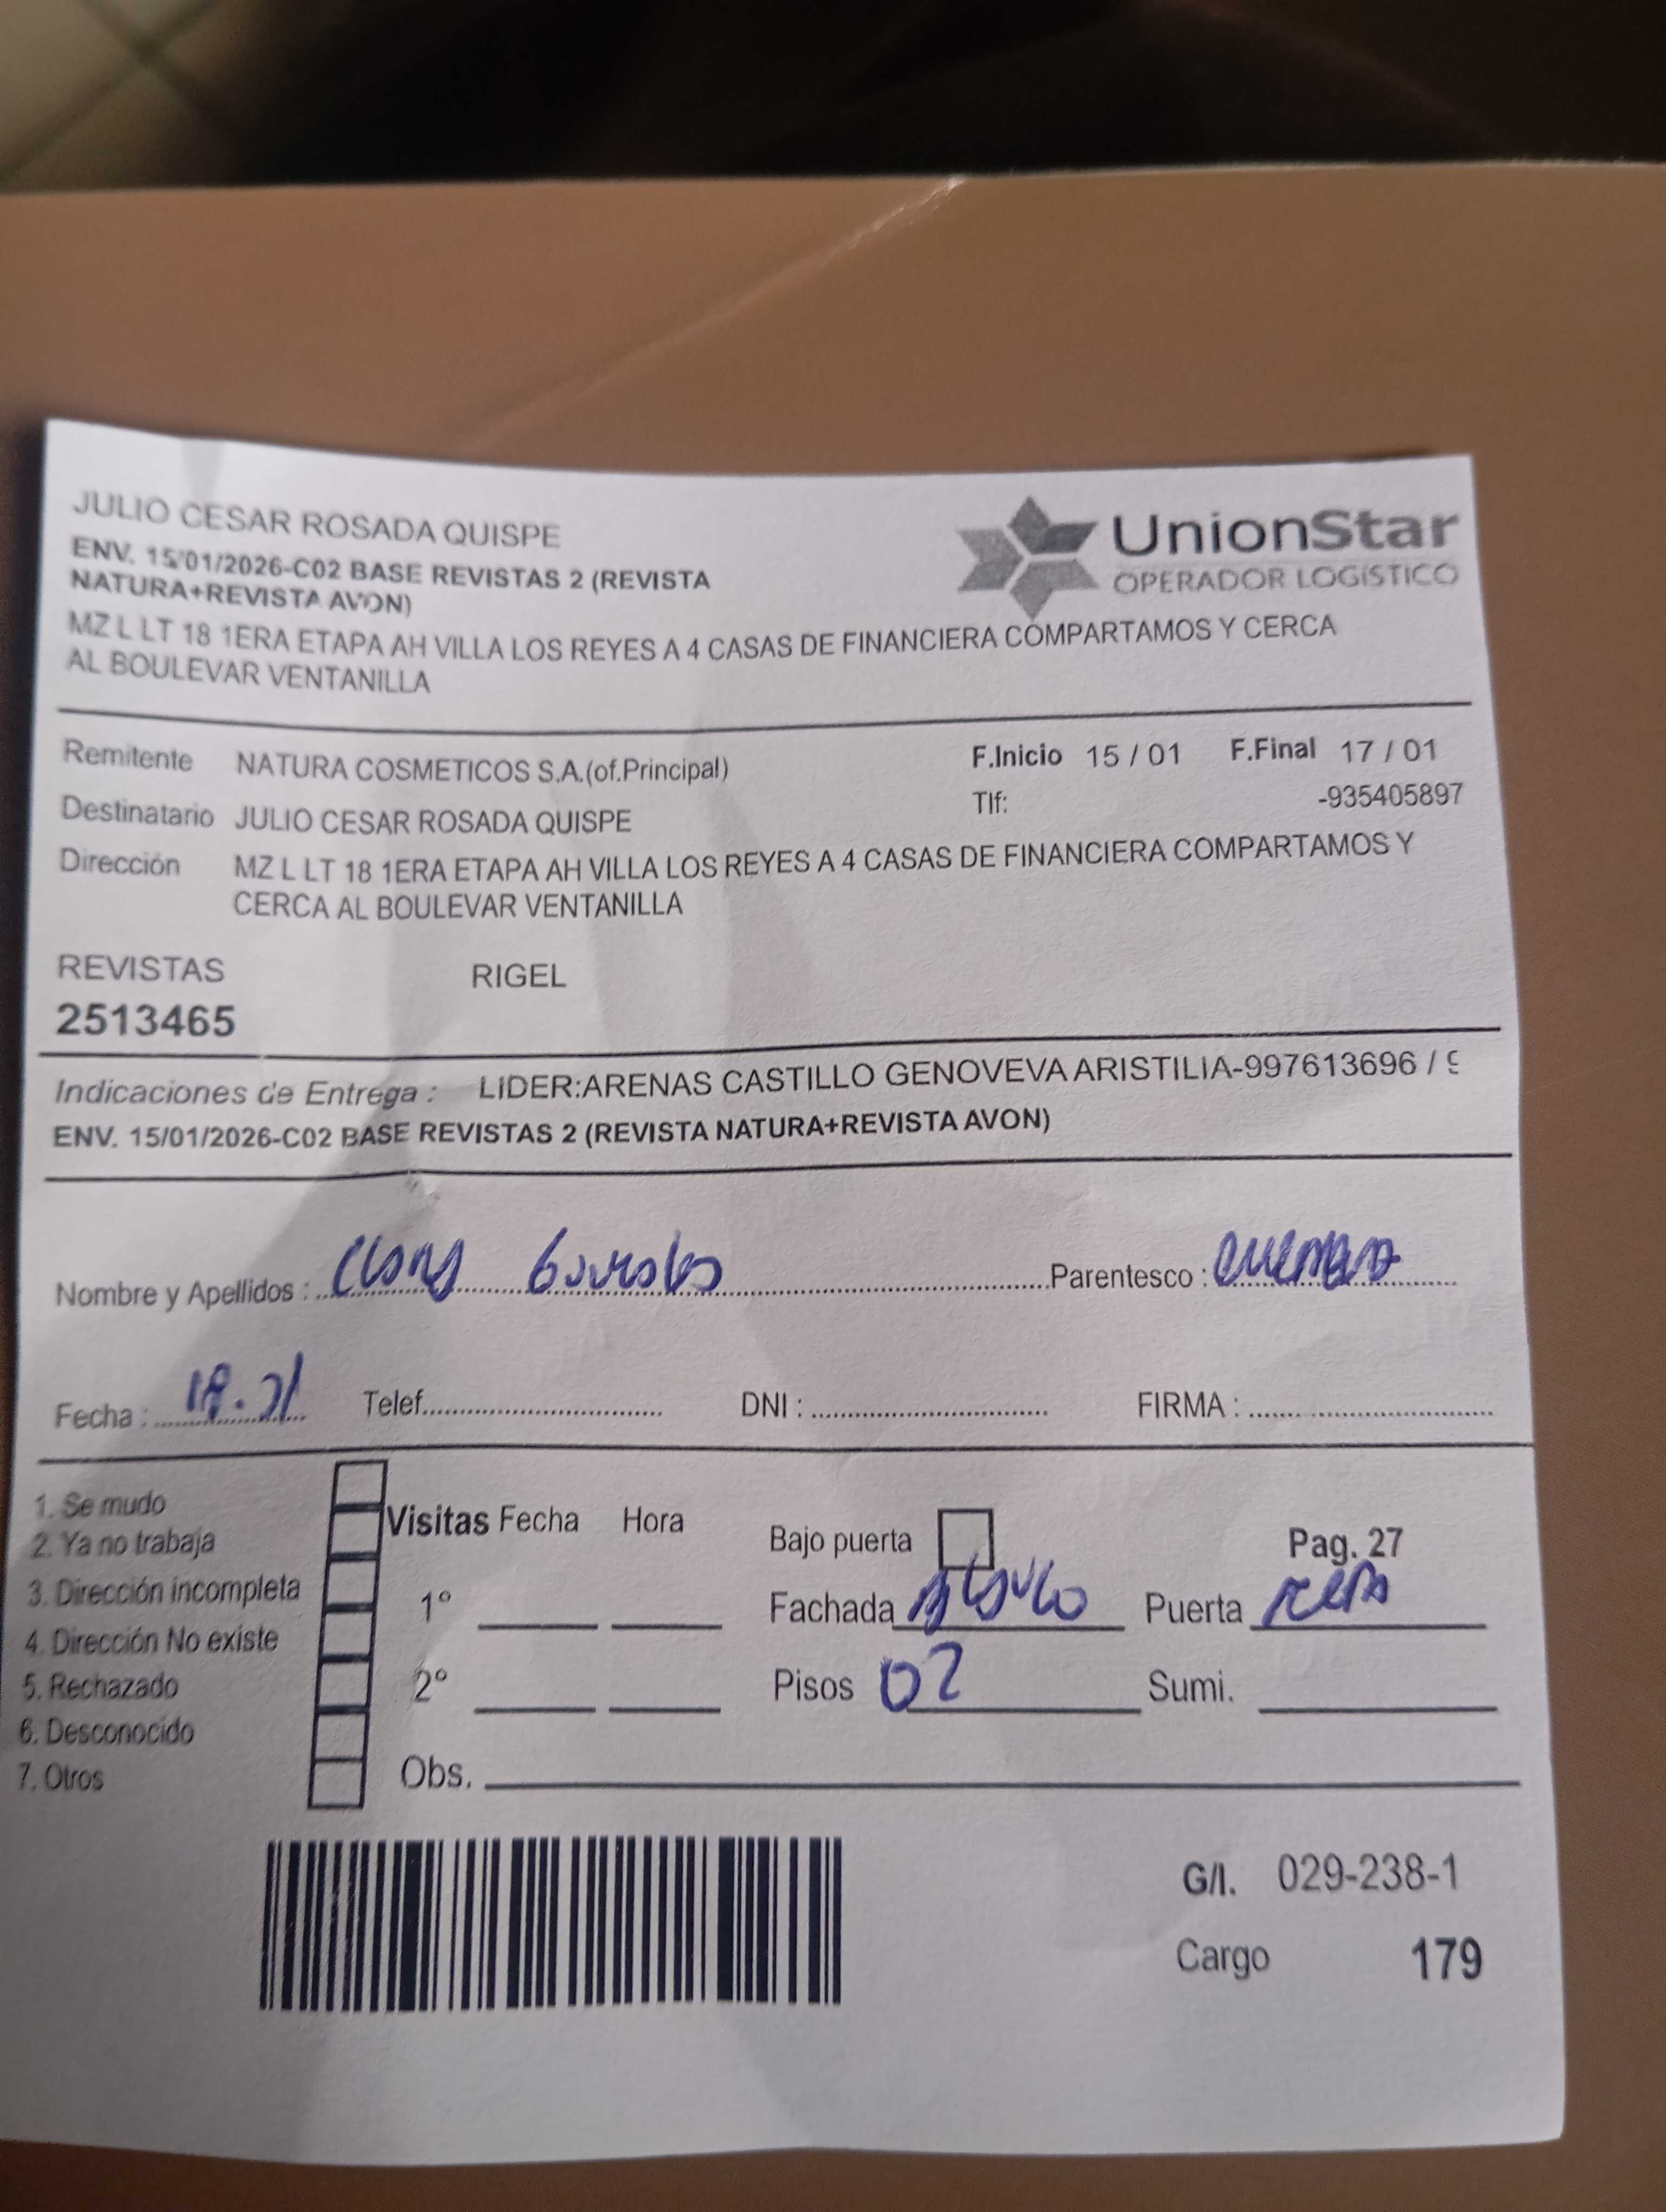 JULIO CESAR ROSADA QUISPE
ENV. 15/01/2026-C02 BASE REVISTAS 2 (REVISTA
NATURA+REVISTA AVON)
MZ L LT 18 1ERA ETAPA AH VILLA LOS REYES A 4 CASAS DE FINANCIERA COMPARTAMOS Y CERCA
AL BOULEVAR VENTANILLA
UnionStar
OPERADOR LOGÍSTICO
Remitente NATURA COSMETICOS S.A.(of.Principal) F.Inicio 15 / 01 F.Final 17 / 01
Destinatario JULIO CESAR ROSADA QUISPE Tlf: -935405897
Dirección MZ L LT 18 1ERA ETAPA AH VILLA LOS REYES A 4 CASAS DE FINANCIERA COMPARTAMOS Y
CERCA AL BOULEVAR VENTANILLA
REVISTAS RIGEL
2513465
Indicaciones de Entrega : LIDER:ARENAS CASTILLO GENOVEVA ARISTILIA-997613696 / 9
ENV. 15/01/2026-C02 BASE REVISTAS 2 (REVISTA NATURA+REVISTA AVON)
Nombre y Apellidos : Parentesco :
Fecha : Telef. DNI : FIRMA :
1. Se mudo
2. Ya no trabaja
3. Dirección incompleta
4. Dirección No existe
5. Rechazado
6. Desconocido
7. Otros
Visitas Fecha Hora
1°
2°
Obs.
Bajo puerta Pag. 27
Fachada Puerta
Pisos 02 Sumi.
G/I. 029-238-1
Cargo 179